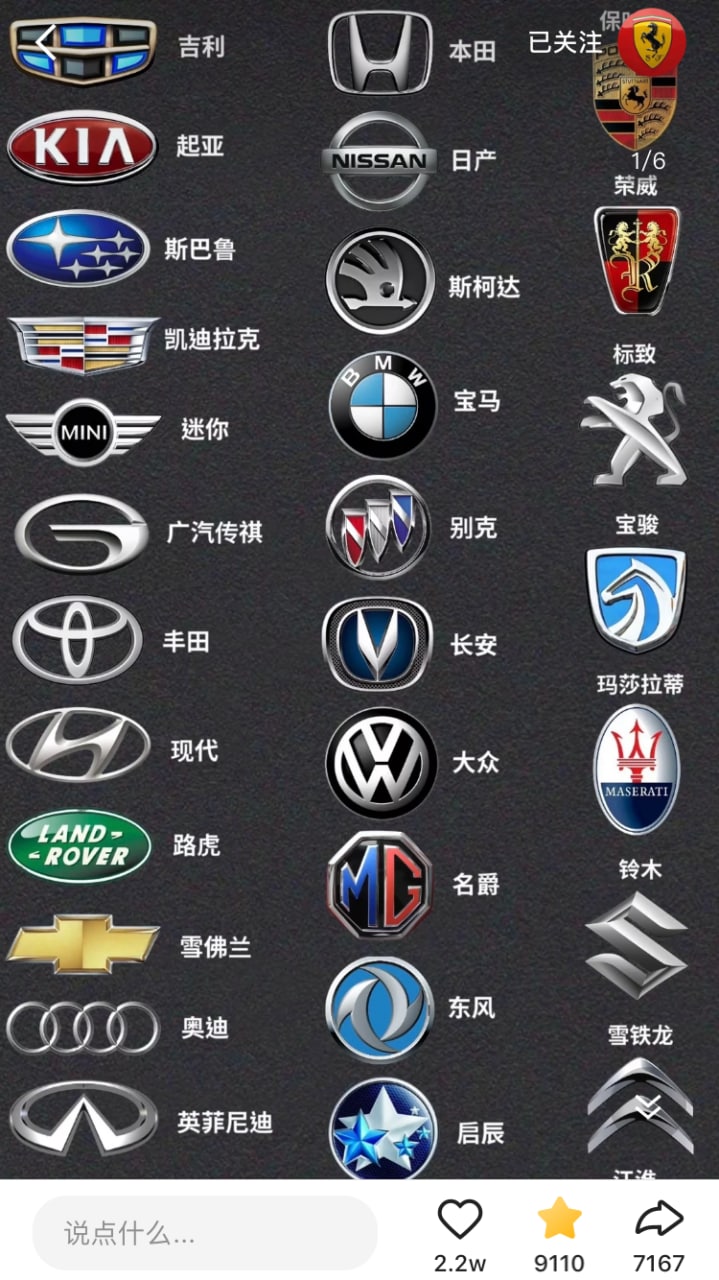 吉利
KIA
起亚
斯巴鲁
凯迪拉克
MINI
迷你
广汽传祺
丰田
现代
LAND-
-ROVER
路虎
雪佛兰
奥迪
英菲尼迪
本田
NISSAN
日产
斯柯达
BMW
宝马
别克
长安
大众
MG
名爵
东风
启辰
已关注
1/6
荣威
R
标致
宝骏
玛莎拉蒂
MASERATI
铃木
雪铁龙
说点什么...
2.2w
9110
7167